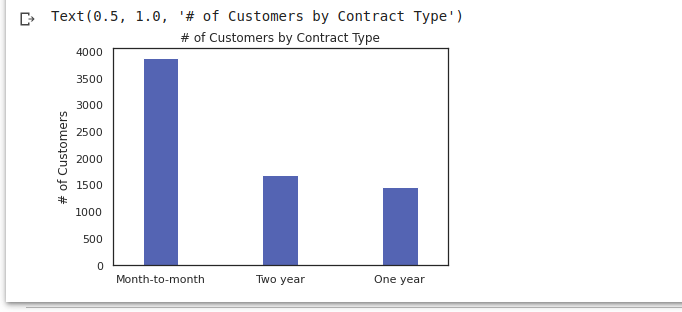 Text(0.5, 1.0, '# of Customers by Contract Type')
# of Customers by Contract Type
# of Customers
4000
3500
3000
2500
2000
1500
1000
500
0
Month-to-month Two year One year